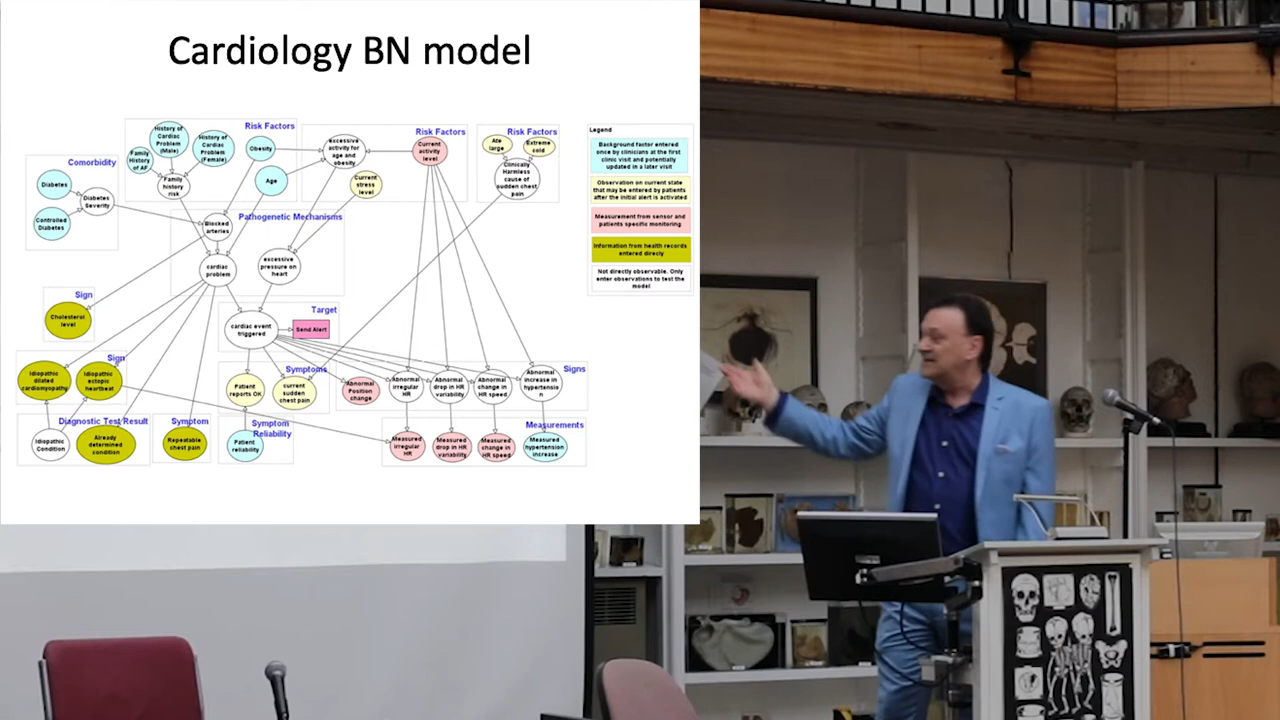 Cardiology BN model
Risk Factors
Risk Factors
Risk Factors
Legend
History of
Cardiac
Problem
(Male)
History of
Cardiac
Problem
(Female)
Family
History
of AF
Family
history
risk
Obesity
Age
excessive
activity for
age and
obesity
Current
activity
level
Current
stress
level
Ate
large
Extreme
cold
Clinically
Harmless
cause of
sudden chest
pain
Background factor entered
once by clinicians at the first
clinic visit and potentially
updated in a later visit
Observation on current state
that may be entered by patients
after the initial alert is activated
Measurement from sensor and
patients specific monitoring
Information from health records
entered direcly
Not directly observable. Only
enter observations to test the
model
Comorbidity
Diabetes
Diabetes
Severity
Controlled
Diabetes
Pathogenetic Mechanisms
Blocked
arteries
cardiac
problem
excessive
pressure on
heart
Sign
Cholesterol
level
Target
cardiac event
triggered
Send Alert
Sign
Idiopathic
dilated
cardiomyopathy
Idiopathic
ectopic
heartbeat
Symptoms
Patient
reports OK
current
sudden chest
pain
Signs
Abnormal
Position
change
Abnormal
irregular
HR
Abnormal
drop in HR
variability
Abnormal
change in
HR speed
Abnormal
increase in
hypertensio
n
Diagnostic Test/Result
Idiopathic
Condition
Already
determined
condition
Symptom
Repeatable
chest pain
Symptom
Reliability
Patient
reliability
Measurements
Measured
irregular
HR
Measured
drop in HR
variability
Measured
change in
HR speed
Measured
hypertension
increase